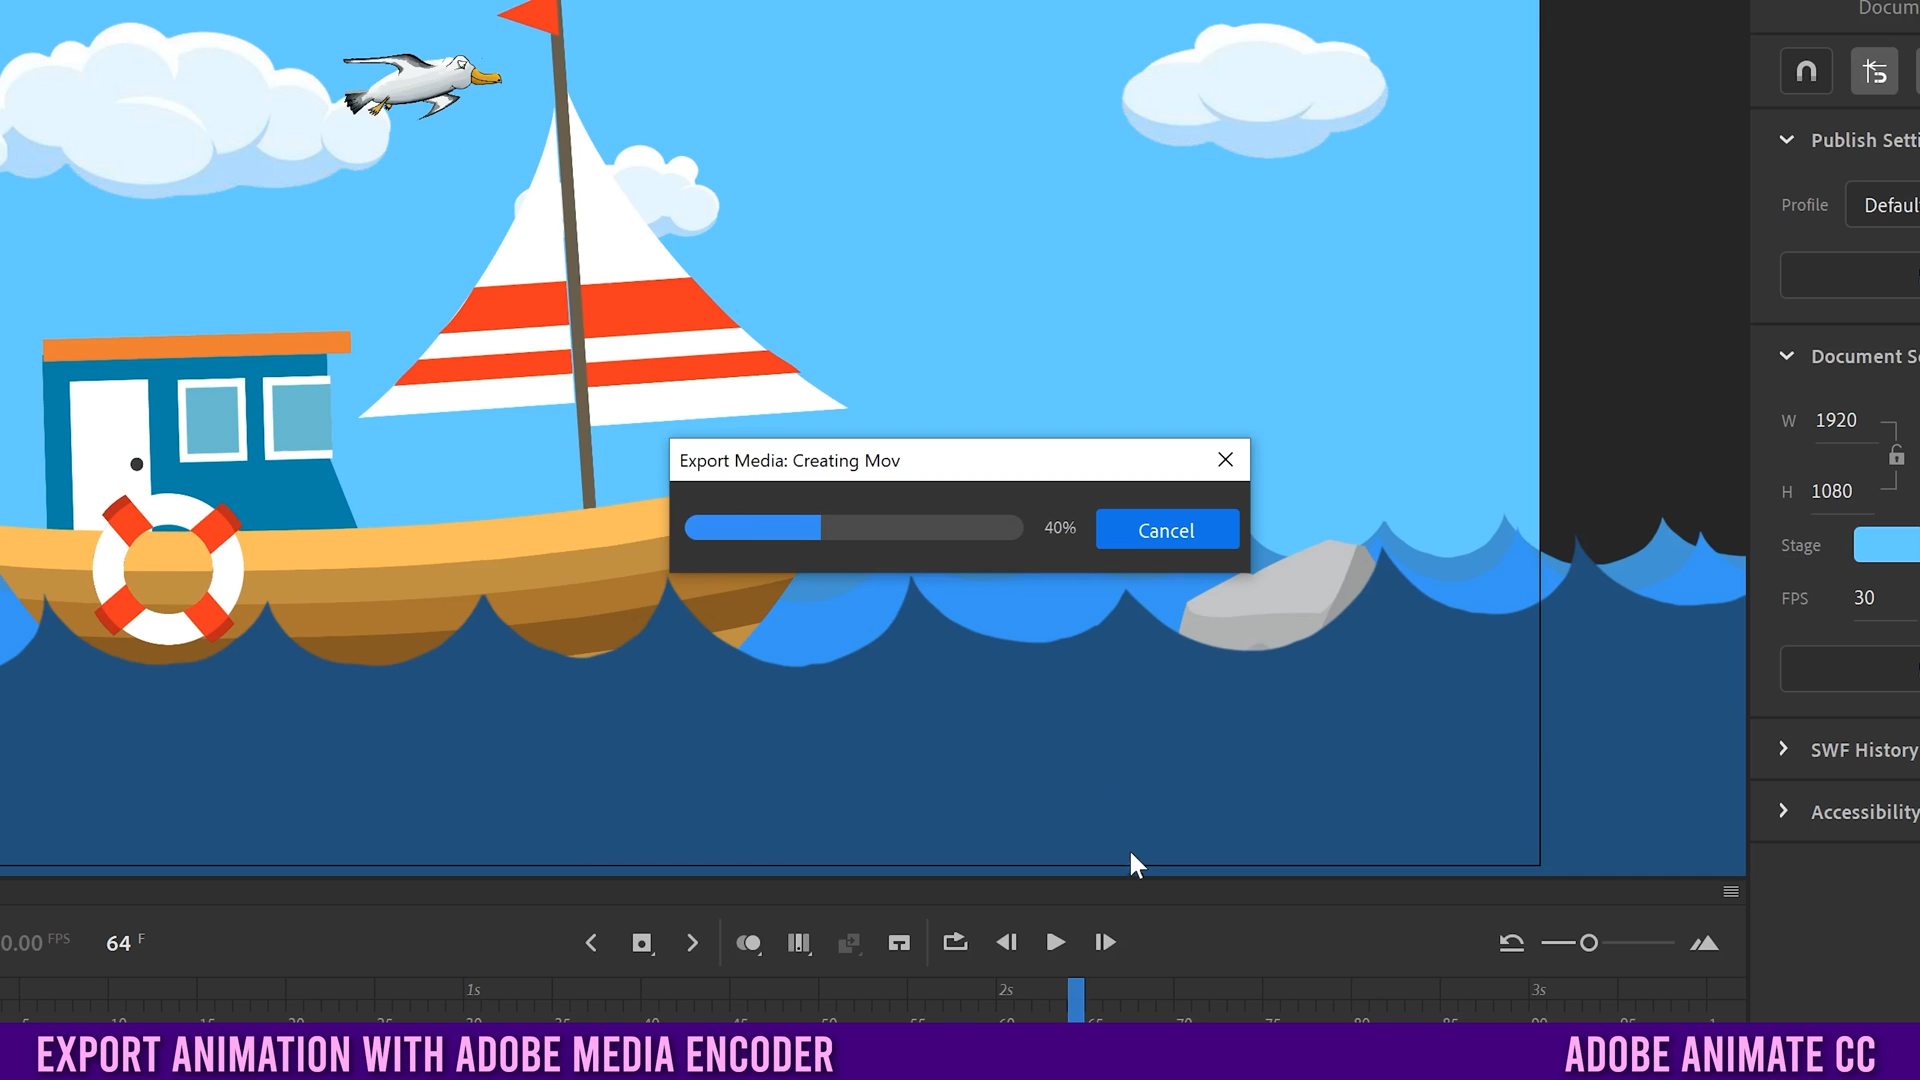 Docum
Publish Setti
Profile
Defaul
Document Se
W 1920
H 1080
Stage
FPS 30
SWF History
Accessibility
Export Media: Creating Mov
40%
Cancel
0.00 FPS
64 F
1s
2s
3s
EXPORT ANIMATION WITH ADOBE MEDIA ENCODER
ADOBE ANIMATE CC